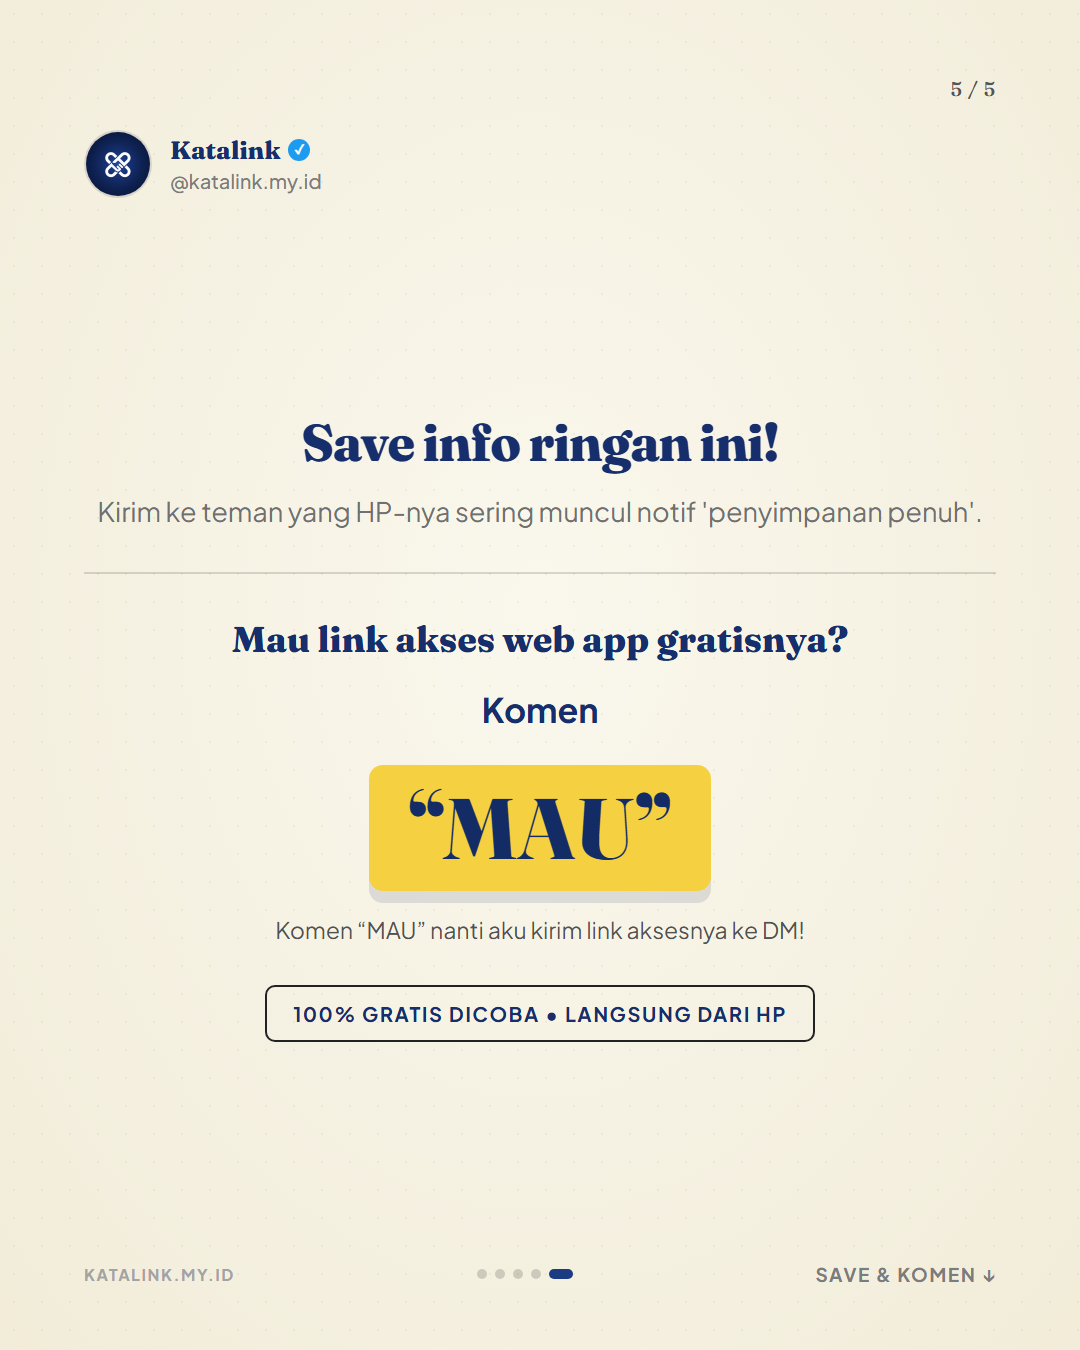 5 / 5
Katalink
@katalink.my.id
Save info ringan ini!
Kirim ke teman yang HP-nya sering muncul notif 'penyimpanan penuh'.
Mau link akses web app gratisnya?
Komen
“MAU”
Komen “MAU” nanti aku kirim link aksesnya ke DM!
100% GRATIS DICOBA ● LANGSUNG DARI HP
KATALINK.MY.ID
SAVE & KOMEN ↓